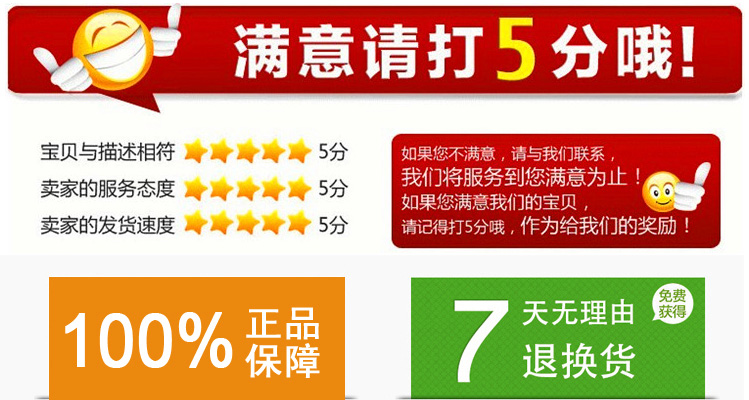 满意请打5分哦!
宝贝与描述相符 5分
卖家的服务态度 5分
卖家的发货速度 5分
如果您不满意，请与我们联系，
我们将服务到您满意为止！
如果您满意我们的宝贝，
请记得打5分哦，作为给我们的奖励！
100%正品
保障
7天无理由
退换货
免费
获得